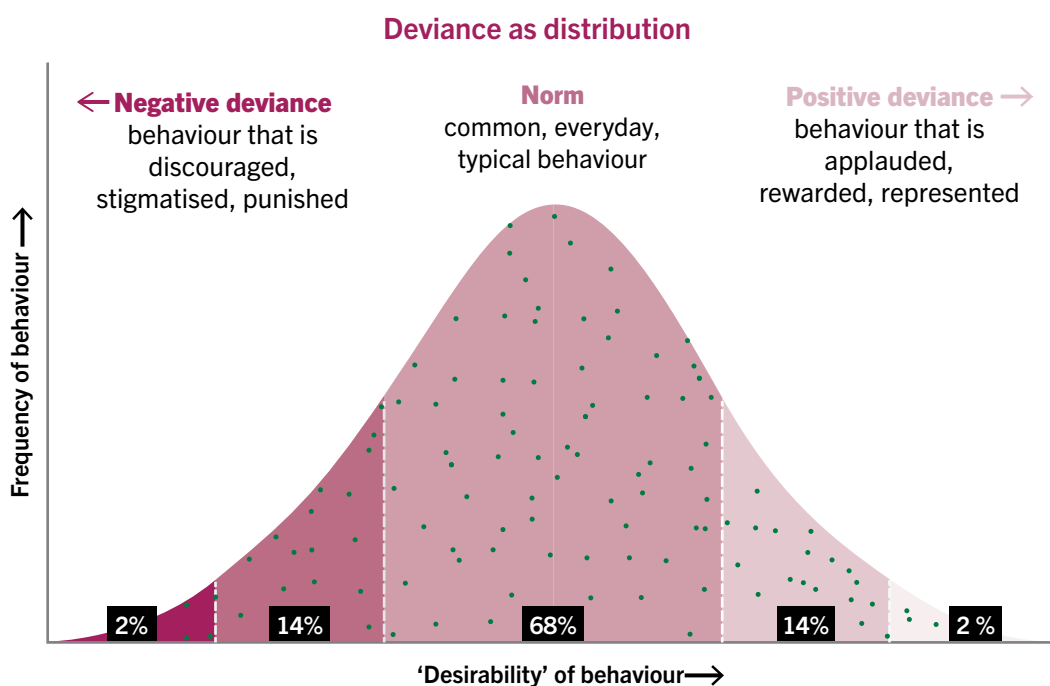 Deviance as distribution
← Negative deviance
behaviour that is
discouraged,
stigmatised, punished
Norm
common, everyday,
typical behaviour
Positive deviance →
behaviour that is
applauded,
rewarded, represented
Frequency of behaviour →
2%
14%
68%
14%
2 %
‘Desirability’ of behaviour→